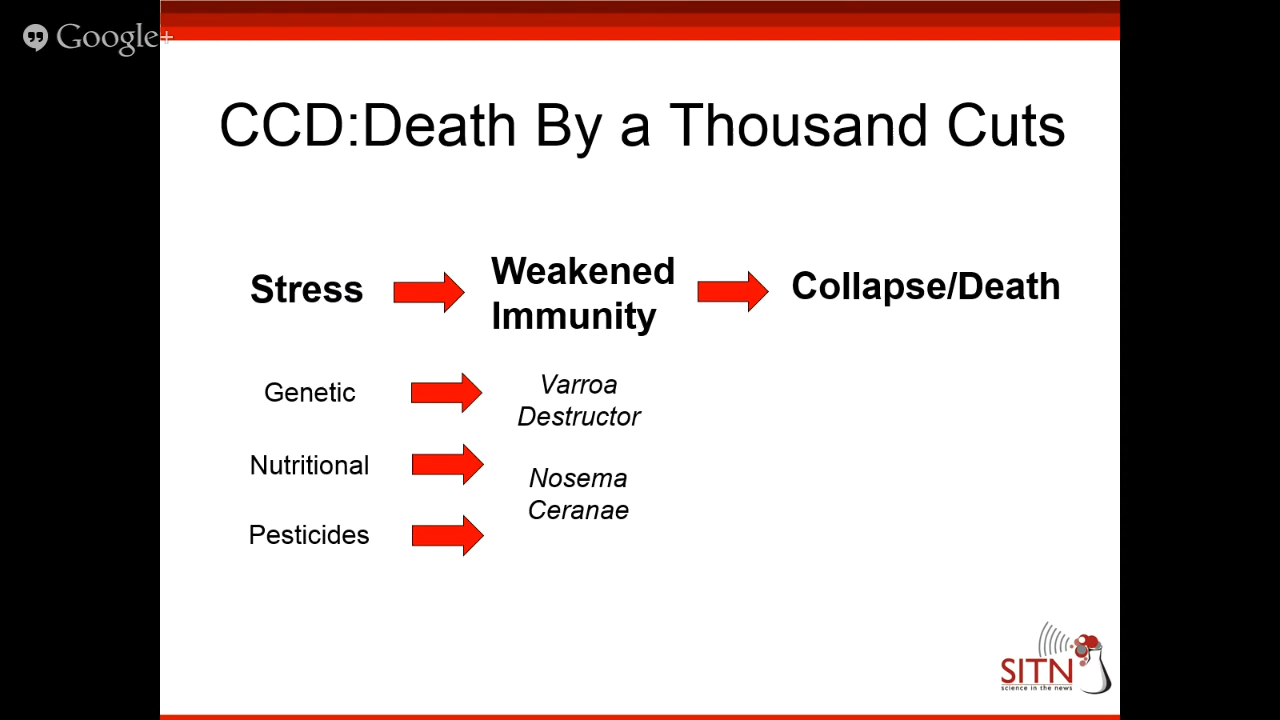 Google+
CCD:Death By a Thousand Cuts
Stress
Weakened
Immunity
Collapse/Death
Genetic
Varroa
Destructor
Nutritional
Nosema
Ceranae
Pesticides
SITN
science in the news